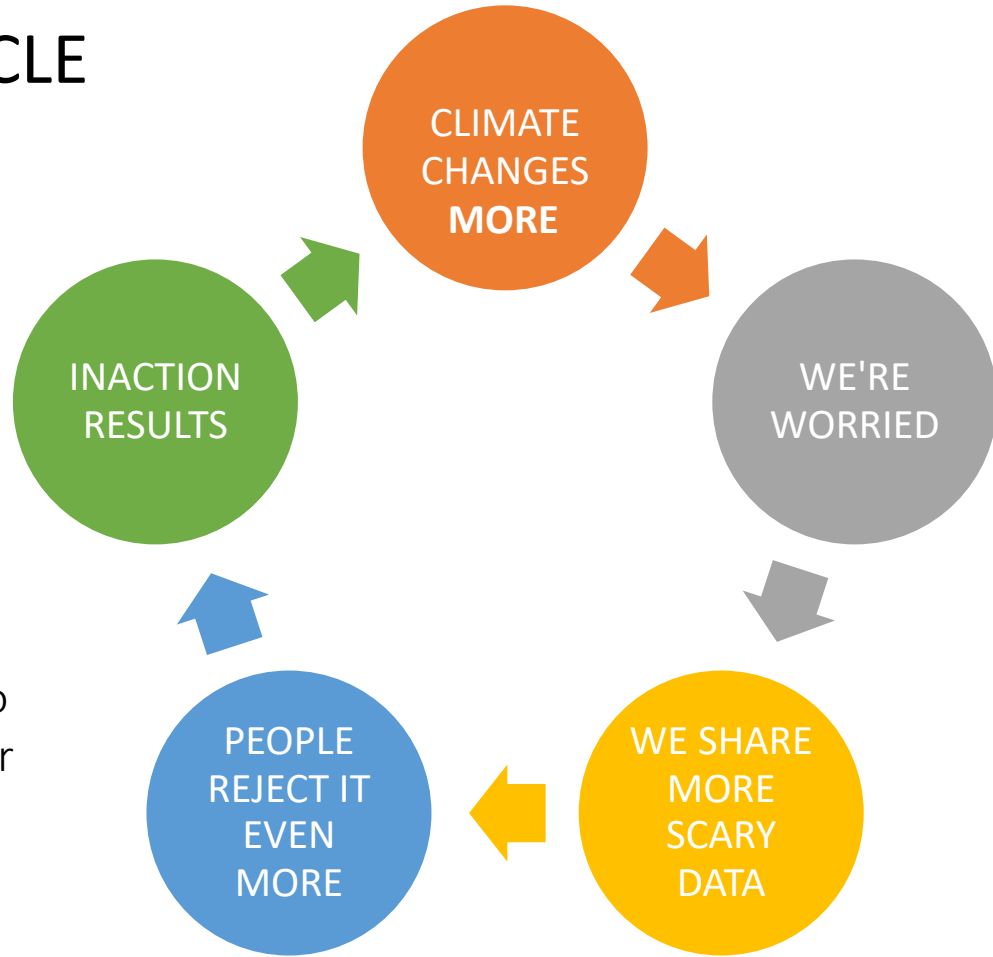 CLE
CLIMATE
CHANGES
MORE
WE'RE
WORRIED
WE SHARE
MORE
SCARY
DATA
PEOPLE
REJECT IT
EVEN
MORE
INACTION
RESULTS
o
r